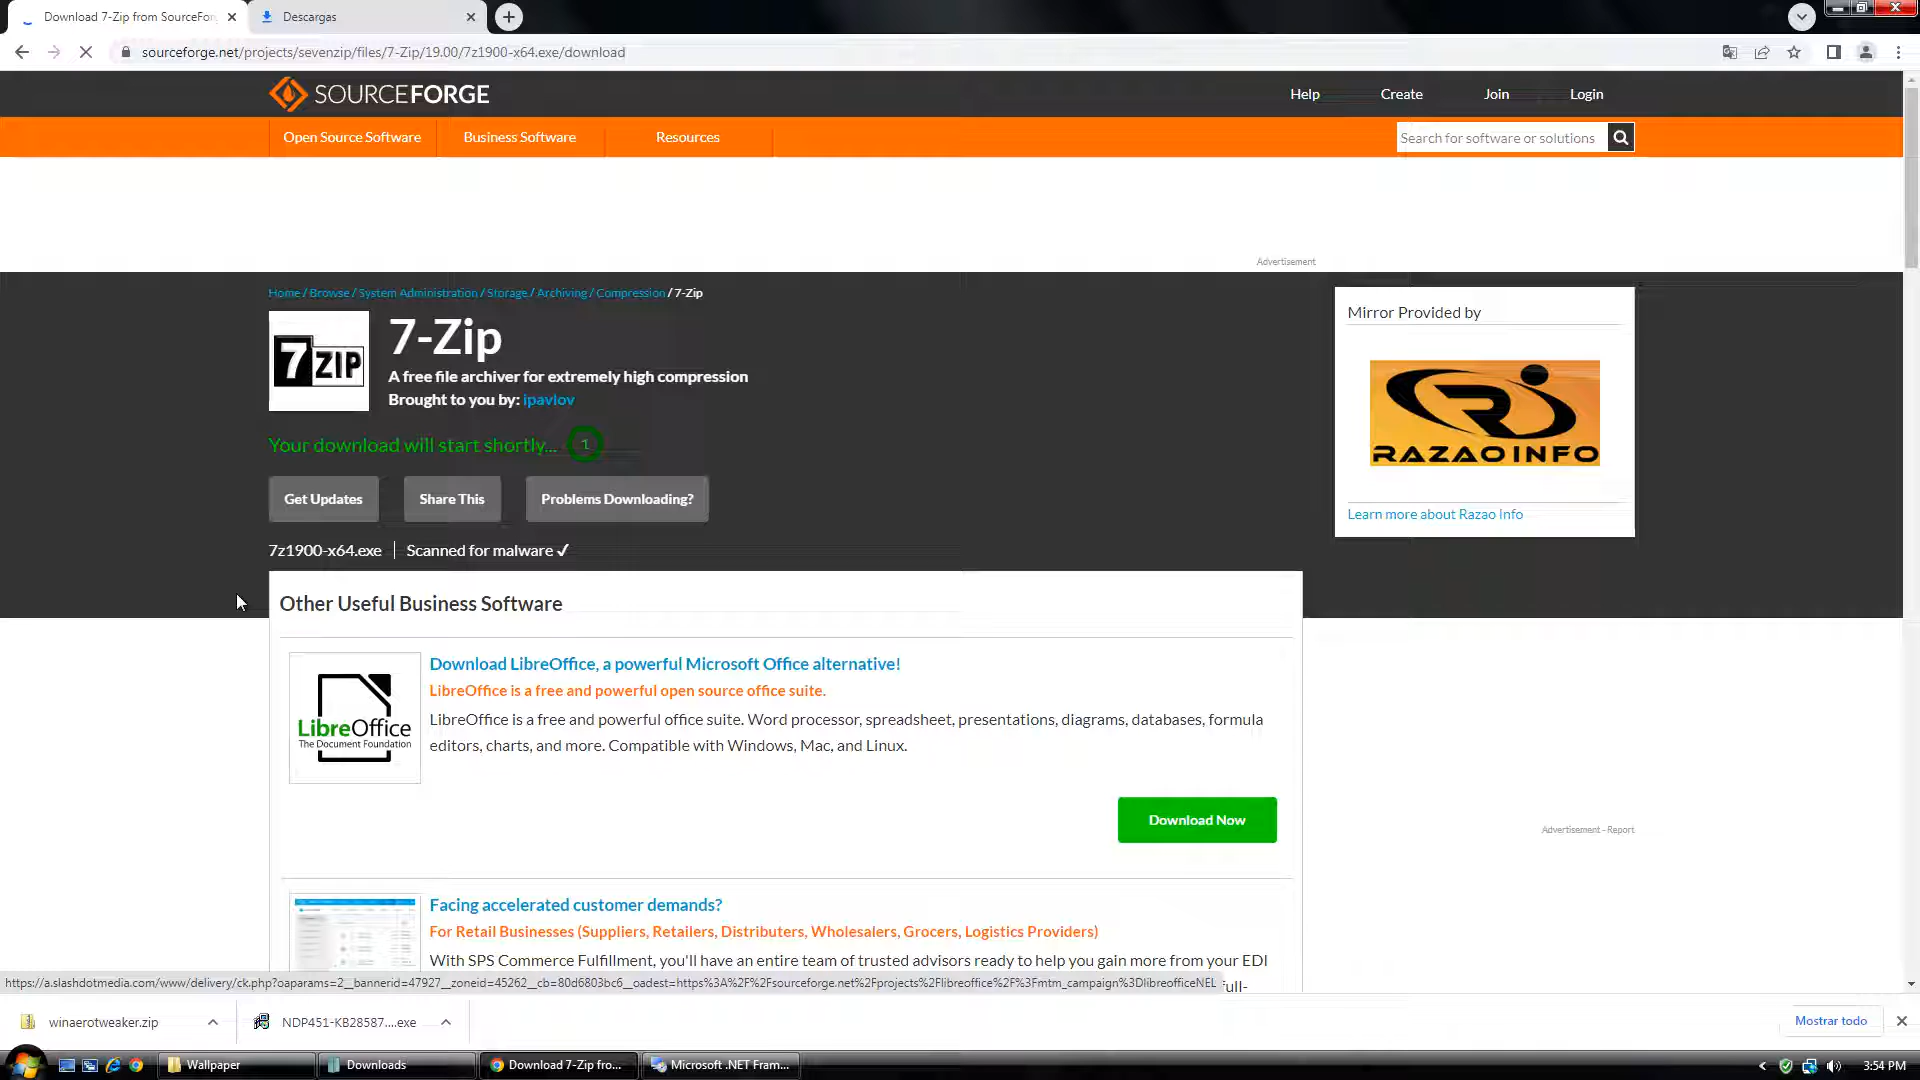 Download 7-Zip from SourceFor
Descargas
sourceforge.net/projects/sevenzip/files/7-Zip/19.00/7z1900-x64.exe/download
SOURCEFORGE
Help
Create
Join
Login
Open Source Software
Business Software
Resources
Search for software or solutions
Advertisement
Home / Browse / System Administration / Storage / Archiving / Compression / 7-Zip
7ZIP
7-Zip
A free file archiver for extremely high compression
Brought to you by: ipavlov
Your download will start shortly... 1
Get Updates
Share This
Problems Downloading?
7z1900-x64.exe
Scanned for malware ✓
Mirror Provided by
RAZAOINFO
Learn more about Razao Info
Other Useful Business Software
LibreOffice
The Document Foundation
Download LibreOffice, a powerful Microsoft Office alternative!
LibreOffice is a free and powerful open source office suite.
LibreOffice is a free and powerful office suite. Word processor, spreadsheet, presentations, diagrams, databases, formula
editors, charts, and more. Compatible with Windows, Mac, and Linux.
Download Now
Advertisement - Report
Facing accelerated customer demands?
For Retail Businesses (Suppliers, Retailers, Distributers, Wholesalers, Grocers, Logistics Providers)
With SPS Commerce Fulfillment, you'll have an entire team of trusted advisors ready to help you gain more from your EDI
full-
https://a.slashdotmedia.com/www/delivery/ck.php?oaparams=2__bannerid=47927__zoneid=45262__cb=80d6803bc6__oadest=https%3A%2F%2Fsourceforge.net%2Fprojects%2Flibreoffice%2F%3Fmtm_campaign%3DlibreofficeNEL
winaerotweaker.zip
NDP451-KB28587....exe
Mostrar todo
Wallpaper
Downloads
Download 7-Zip fro...
Microsoft .NET Fram...
3:54 PM